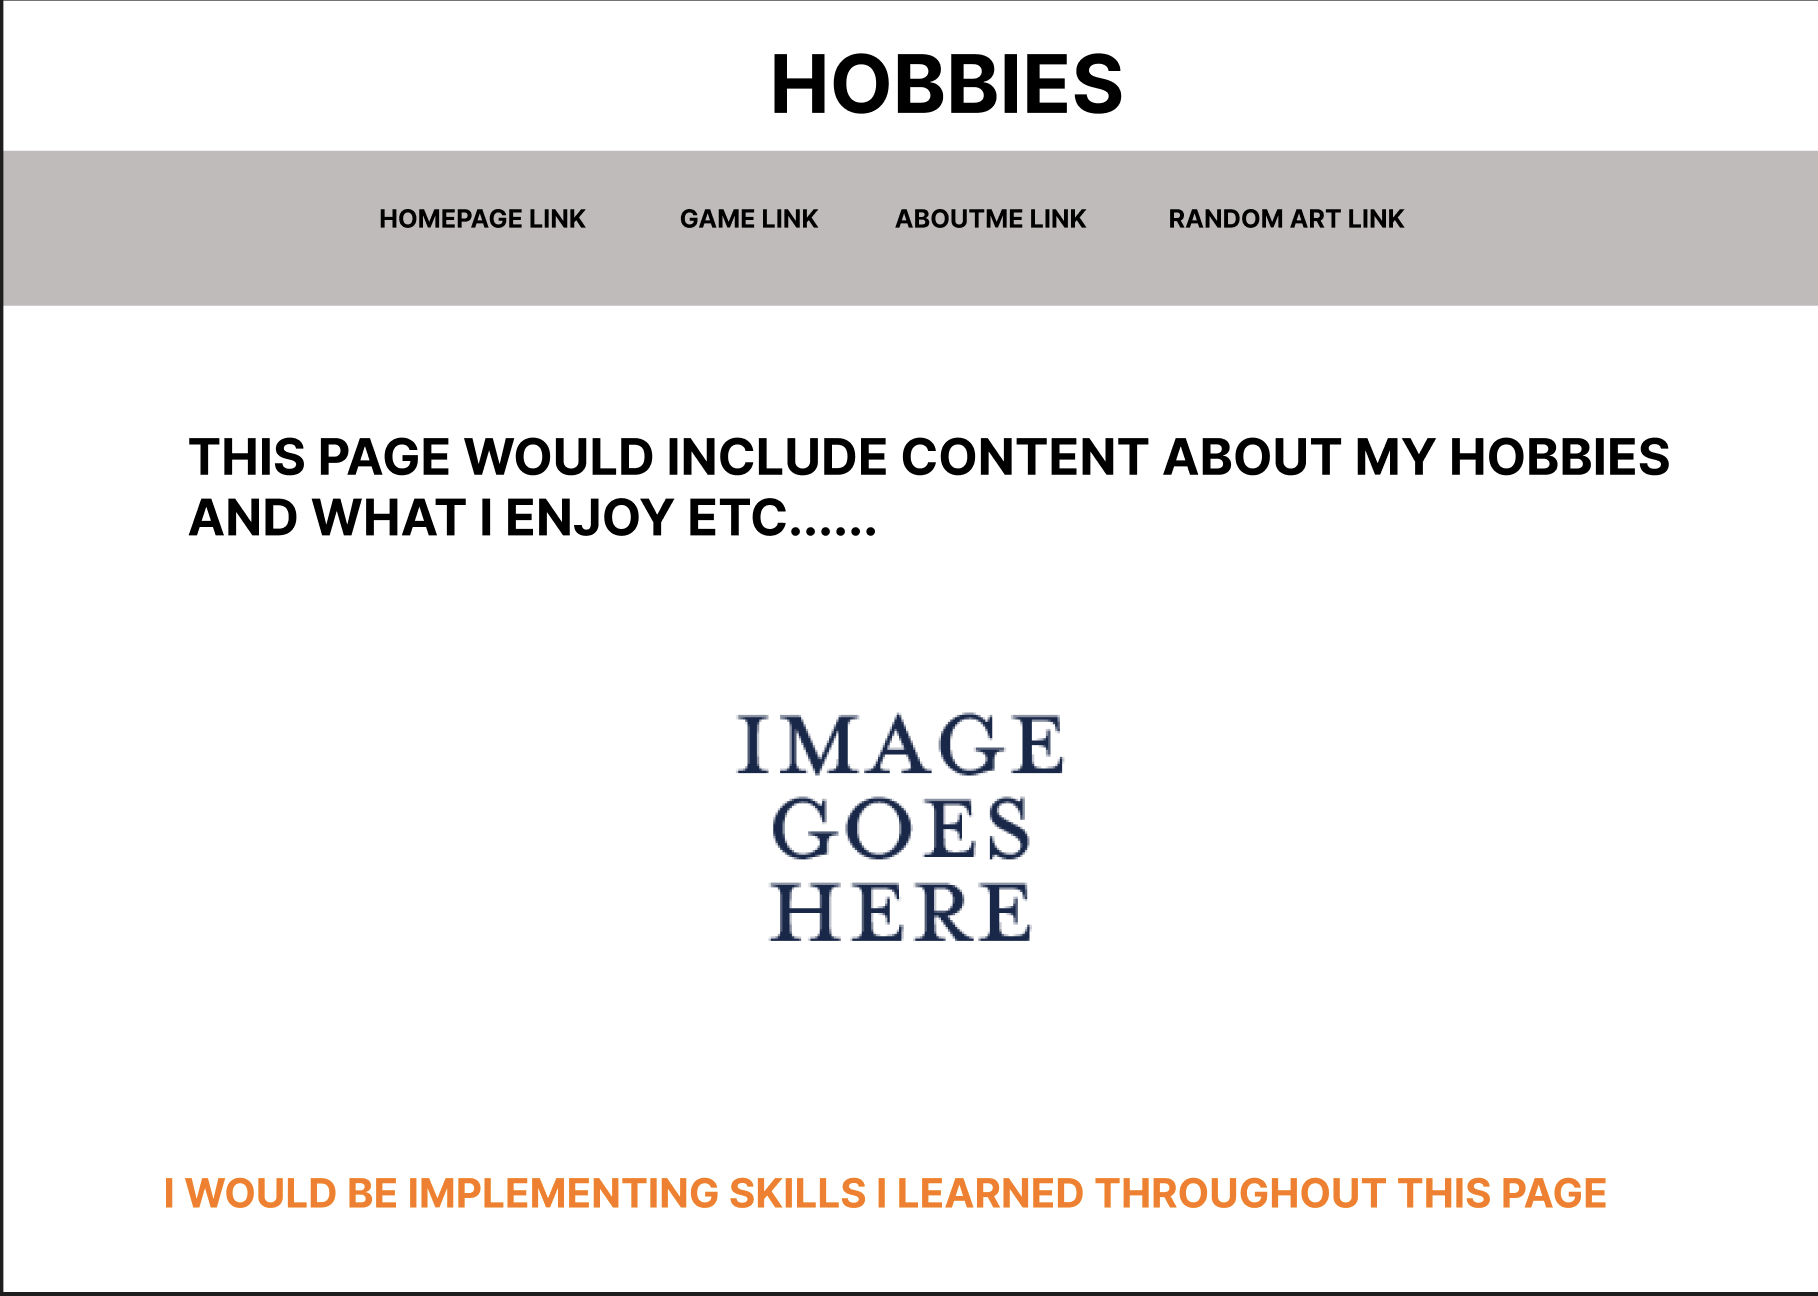 HOBBIES
HOMEPAGE LINK GAME LINK ABOUTME LINK RANDOM ART LINK
THIS PAGE WOULD INCLUDE CONTENT ABOUT MY HOBBIES
AND WHAT I ENJOY ETC......
IMAGE
GOES
HERE
I WOULD BE IMPLEMENTING SKILLS I LEARNED THROUGHOUT THIS PAGE